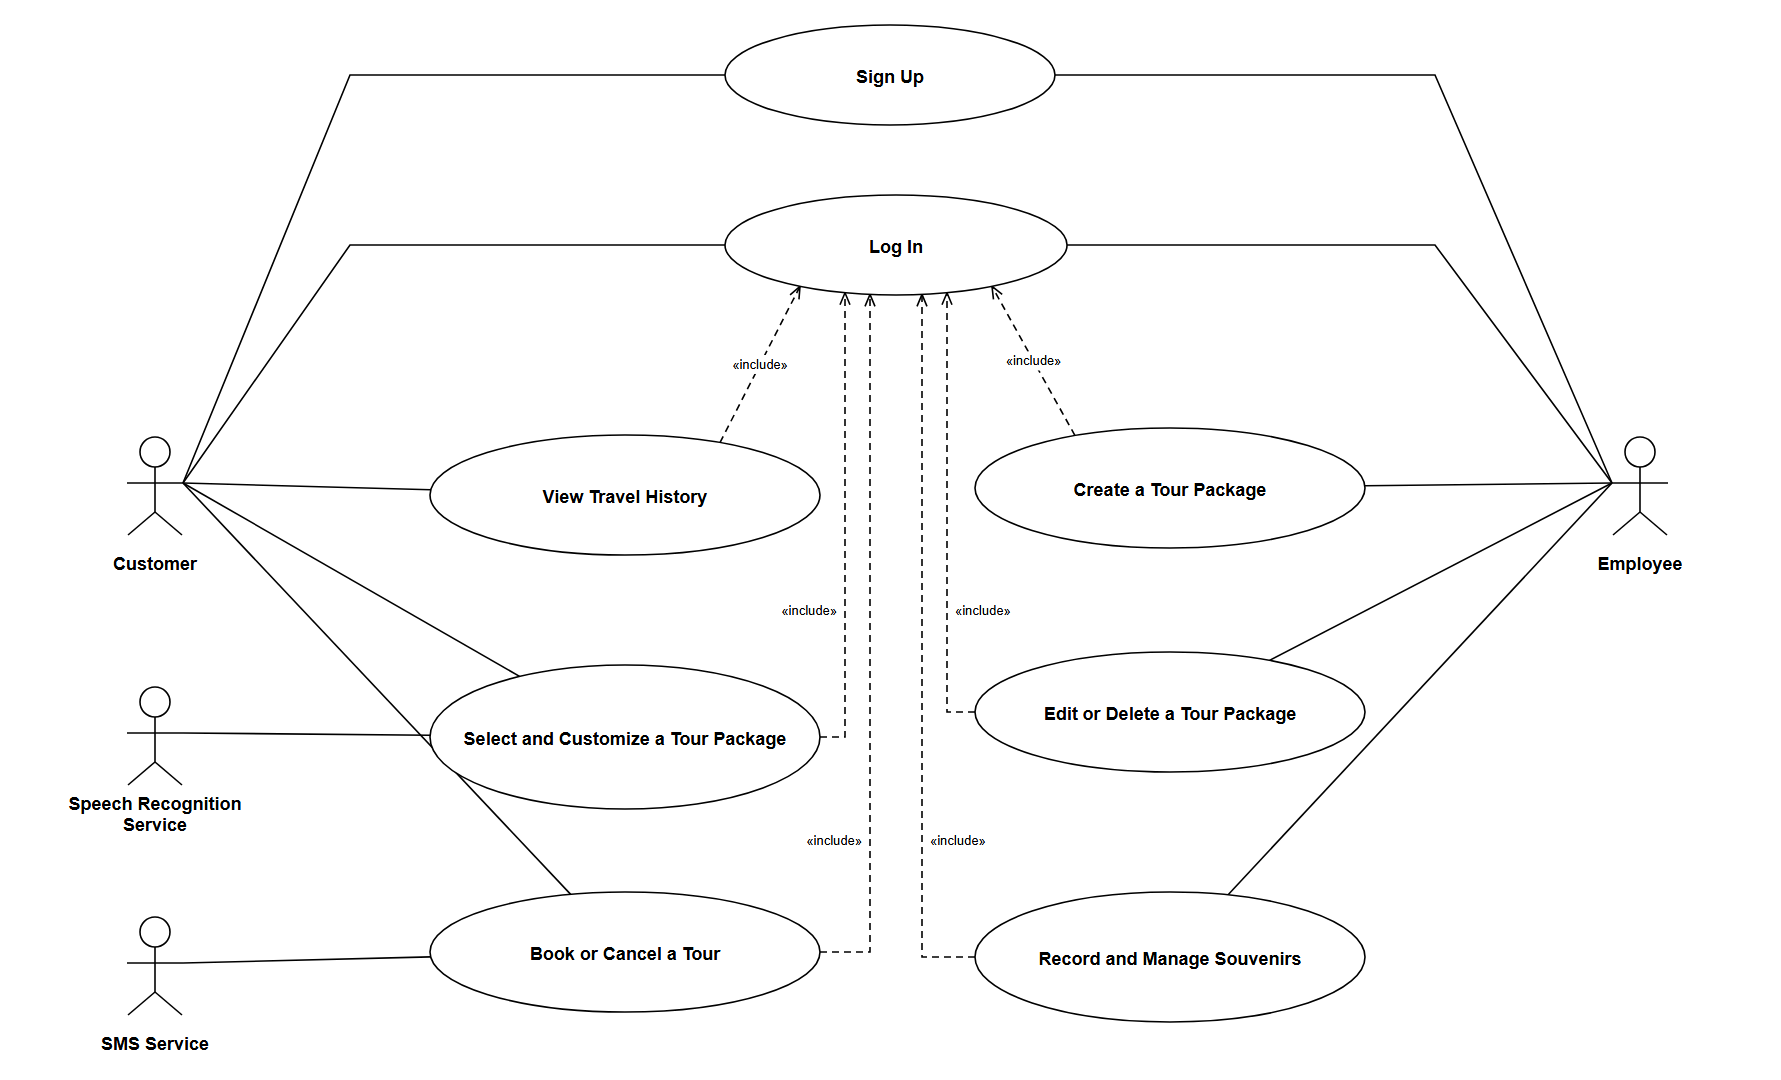 Sign Up
Log In
«include»
«include»
View Travel History
Create a Tour Package
Customer
Employee
«include»
«include»
Select and Customize a Tour Package
Edit or Delete a Tour Package
Speech Recognition
Service
«include»
«include»
Book or Cancel a Tour
Record and Manage Souvenirs
SMS Service